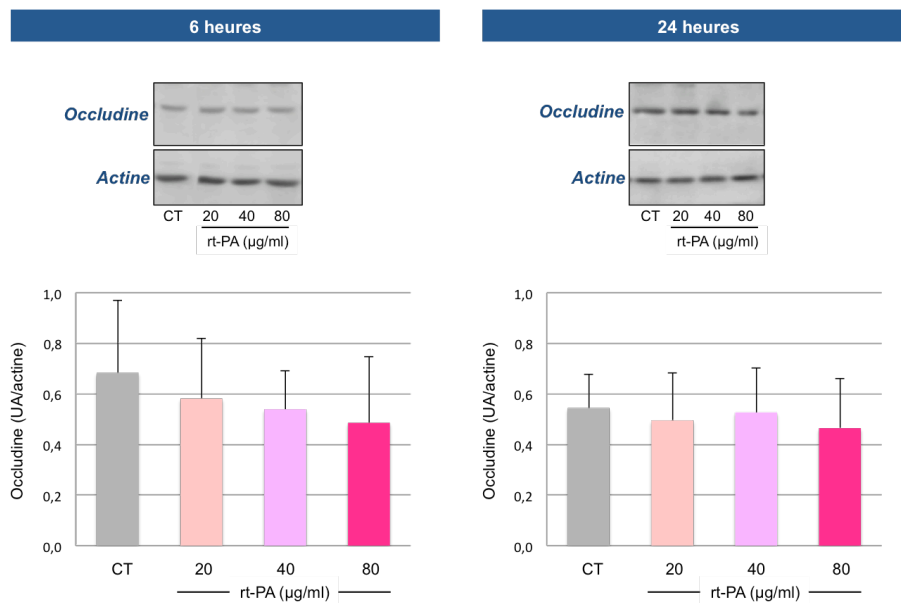 6 heures
Occludine
Actine
CT 20 40 80
rt-PA (µg/ml)
Occludine (UA/actine)
1,0
0,8
0,6
0,4
0,2
0,0
CT 20 40 80
rt-PA (µg/ml)
24 heures
Occludine
Actine
CT 20 40 80
rt-PA (µg/ml)
Occludine (UA/actine)
1,0
0,8
0,6
0,4
0,2
0,0
CT 20 40 80
rt-PA (µg/ml)